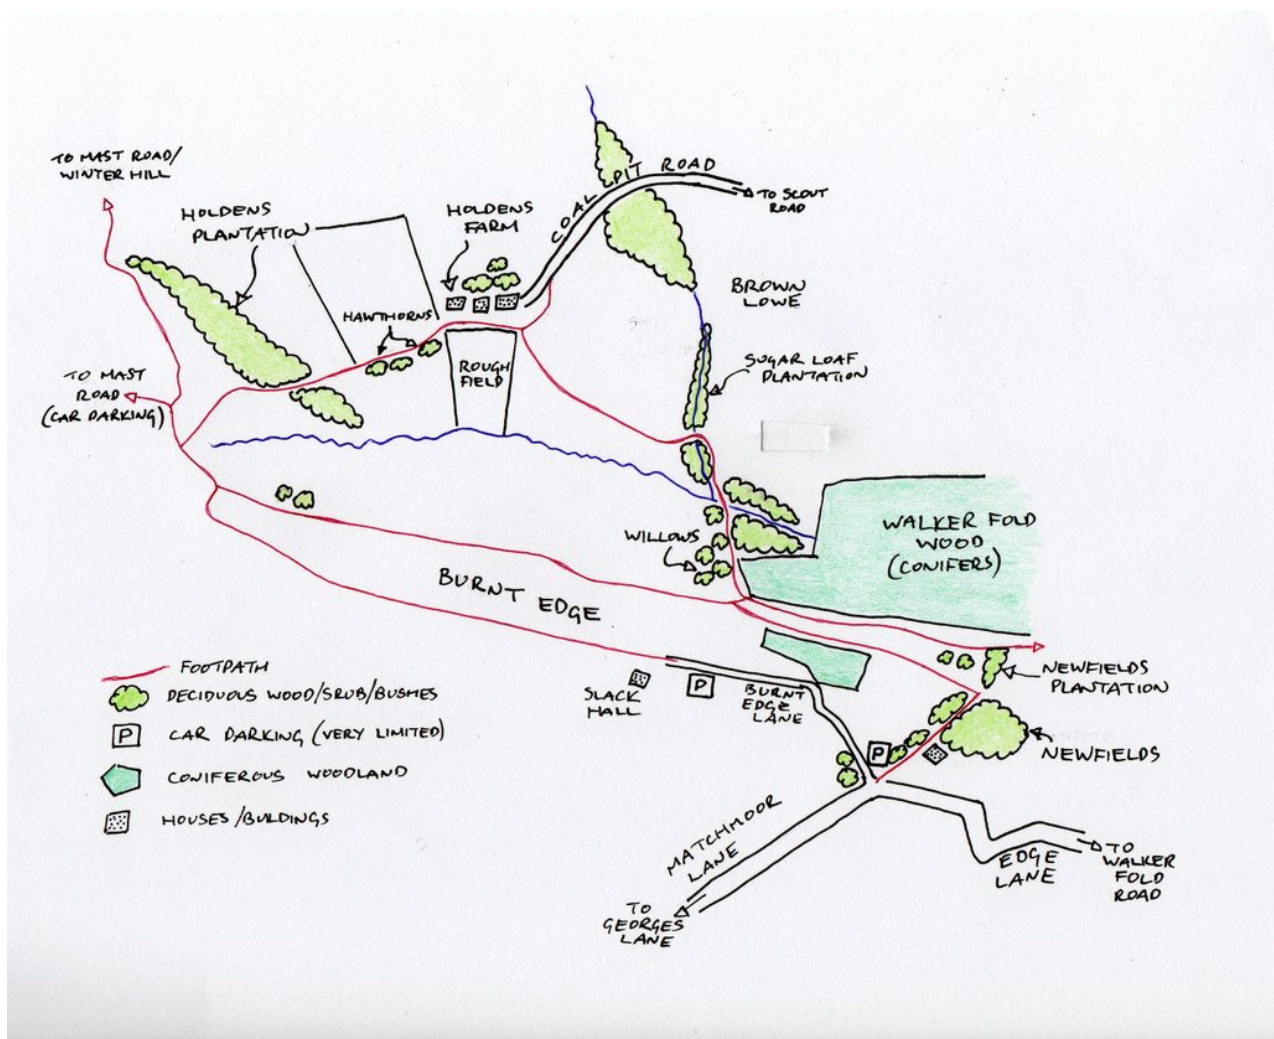 TO MAST ROAD/
WINTER HILL
HOLDENS
PLANTATION
HOLDENS
FARM
COAL PIT ROAD
TO SCOUT
ROAD
HAWTHORNS
BROWN
LOWE
ROUGH
FIELD
SUGAR LOAF
PLANTATION
TO MAST
ROAD
(CAR PARKING)
WALKER FOLD
WOOD
(CONIFERS)
WILLOWS
BURNT EDGE
SLACK
HALL
P
BURNT
EDGE
LANE
NEWFIELDS
PLANTATION
P
NEWFIELDS
FOOTPATH
DECIDUOUS WOOD/SRUB/BUSHES
P CAR PARKING (VERY LIMITED)
CONIFEROUS WOODLAND
HOUSES/BUILDINGS
MATCHMOOR
LANE
EDGE
LANE
TO
WALKER
FOLD
ROAD
TO
GEORGES
LANE